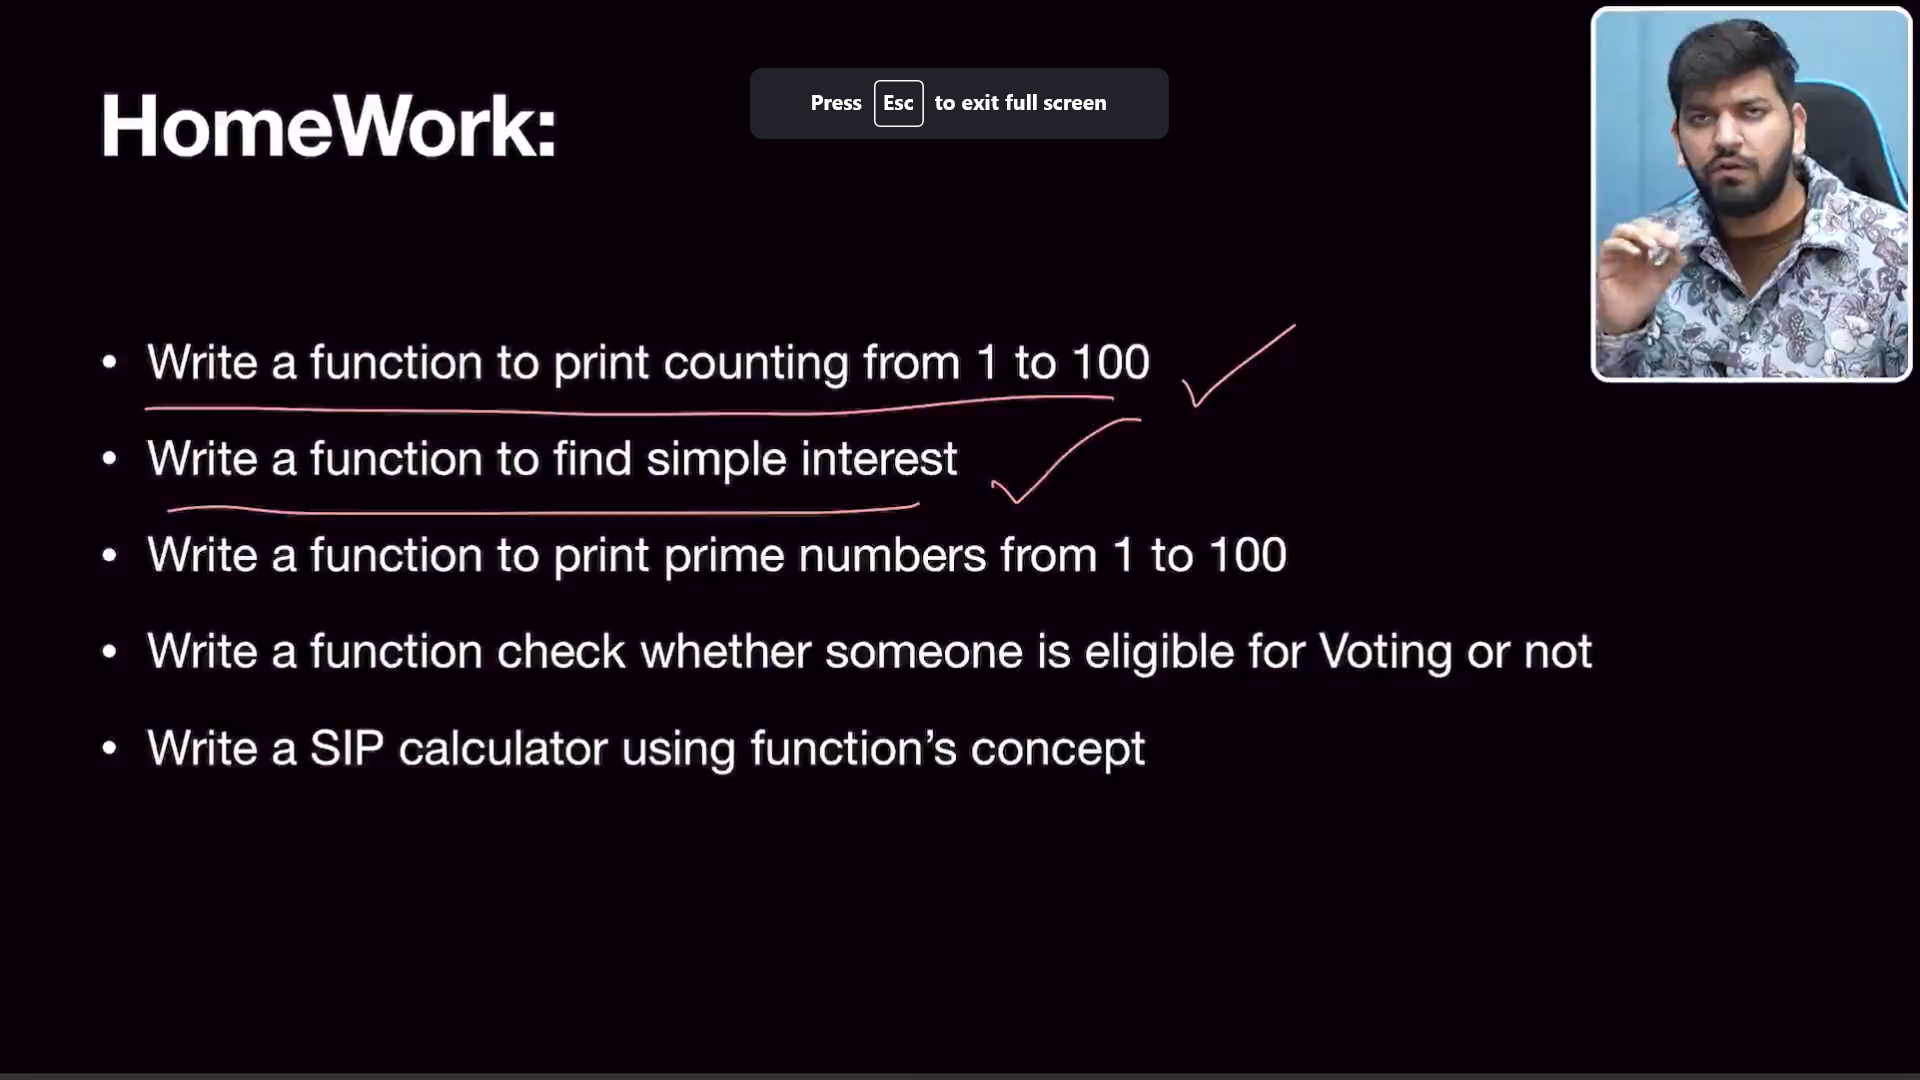 HomeWork:
Press Esc to exit full screen
• Write a function to print counting from 1 to 100
• Write a function to find simple interest
• Write a function to print prime numbers from 1 to 100
• Write a function check whether someone is eligible for Voting or not
• Write a SIP calculator using function’s concept